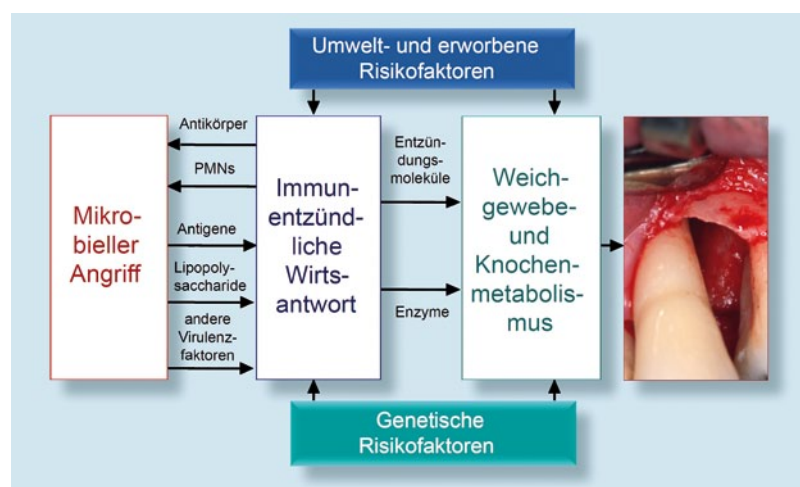 Umwelt- und erworbene
Risikofaktoren
Mikro-
bieller
Angriff
Antikörper
PMNs
Antigene
Lipopoly-
saccharide
andere
Virulenz-
faktoren
Immun-
entzünd-
liche
Wirts-
antwort
Entzün-
dungs-
moleküle
Enzyme
Weich-
gewebe-
und
Knochen-
metabolis-
mus
Genetische
Risikofaktoren